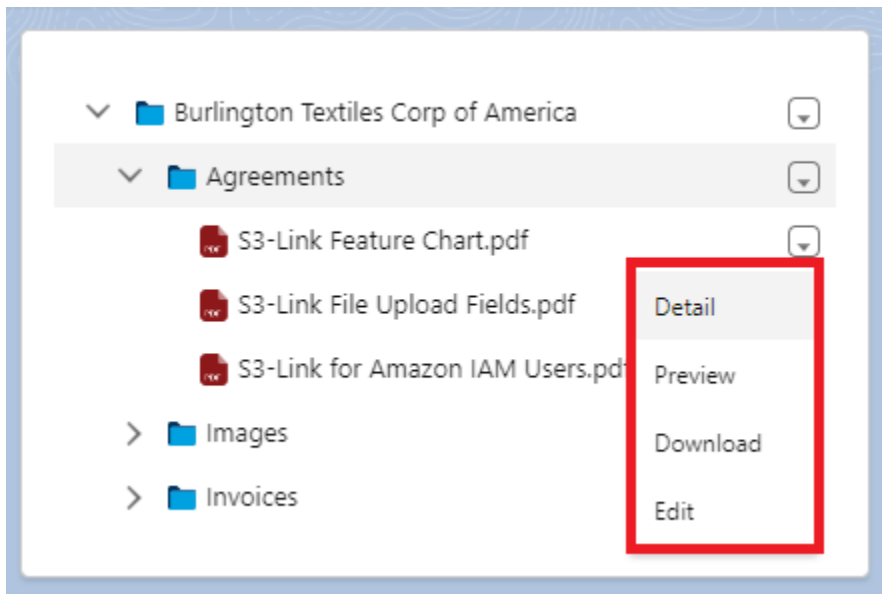 Burlington Textiles Corp of America
Agreements
S3-Link Feature Chart.pdf
S3-Link File Upload Fields.pdf
S3-Link for Amazon IAM Users.pdf
Images
Invoices
Detail
Preview
Download
Edit